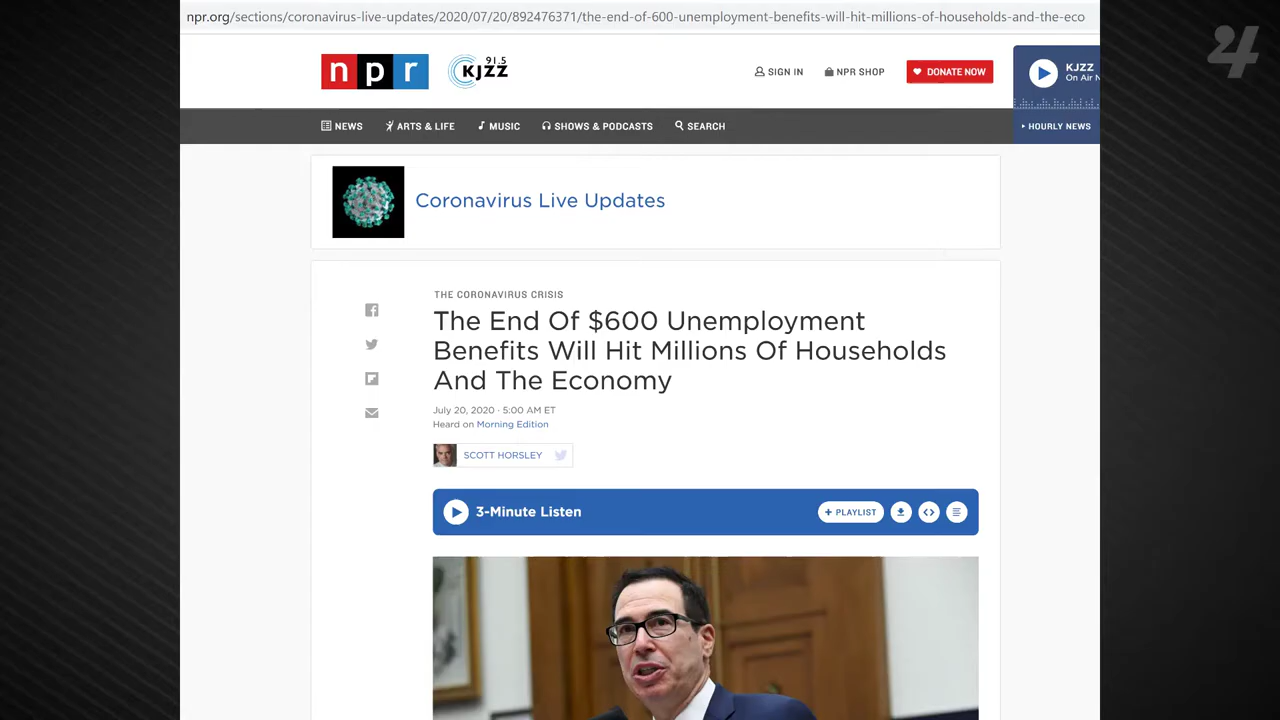 npr.org/sections/coronavirus-live-updates/2020/07/20/892476371/the-end-of-600-unemployment-benefits-will-hit-millions-of-households-and-the-eco
24
npr
91.5
KJZZ
SIGN IN
NPR SHOP
DONATE NOW
KJZZ
On Air N
NEWS
ARTS & LIFE
MUSIC
SHOWS & PODCASTS
SEARCH
HOURLY NEWS
Coronavirus Live Updates
THE CORONAVIRUS CRISIS
The End Of $600 Unemployment
Benefits Will Hit Millions Of Households
And The Economy
July 20, 2020 · 5:00 AM ET
Heard on Morning Edition
SCOTT HORSLEY
3-Minute Listen
+ PLAYLIST